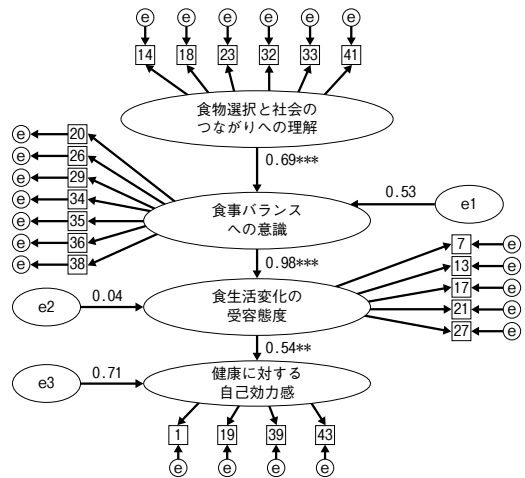 e e e e e e
14 18 23 32 33 41
食物選択と社会の
つながりへの理解
0.69***
e 20
e 26
e 29
e 34
e 35
e 36
e 38
食事バランス
への意識
0.53
e1
0.98***
7 e
13 e
17 e
21 e
27 e
e2
0.04
食生活変化の
受容態度
0.54**
e3
0.71
健康に対する
自己効力感
1 19 39 43
e e e e